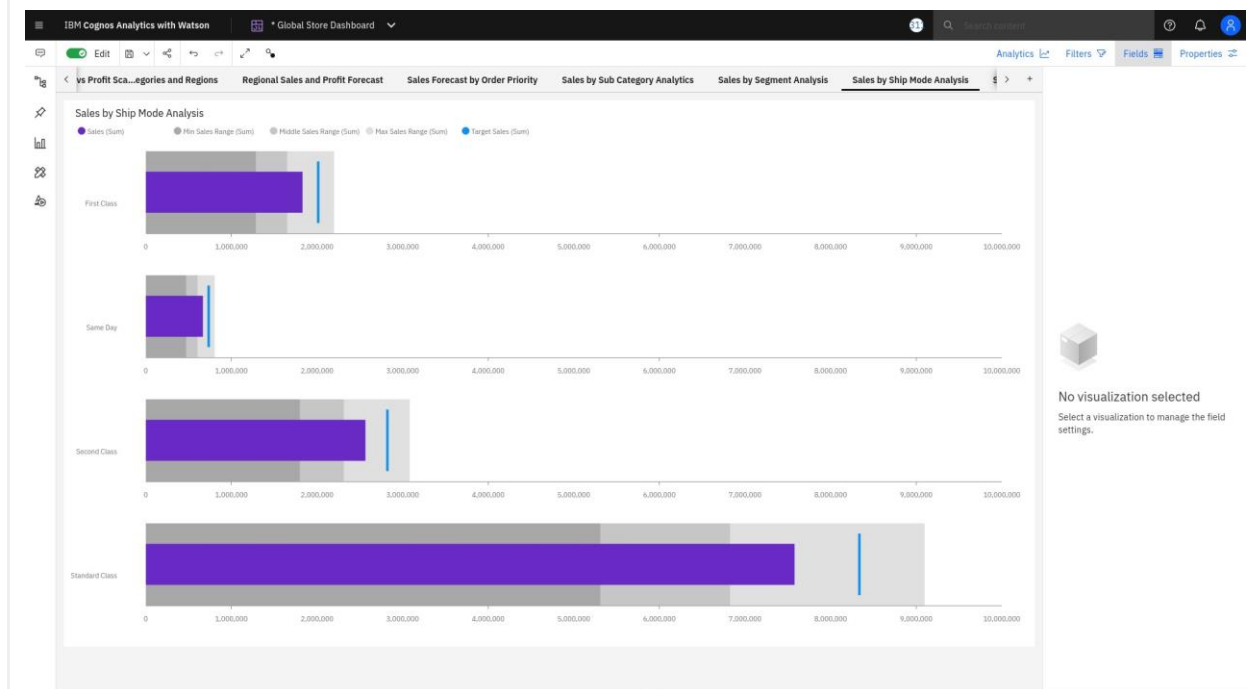 IBM Cognos Analytics with Watson
* Global Store Dashboard
31
Search content
Edit
Analytics
Filters
Fields
Properties
vs Profit Sca...egories and Regions
Regional Sales and Profit Forecast
Sales Forecast by Order Priority
Sales by Sub Category Analytics
Sales by Segment Analysis
Sales by Ship Mode Analysis
Sales by Ship Mode Analysis
Sales (Sum) Min Sales Range (Sum) Middle Sales Range (Sum) Max Sales Range (Sum) Target Sales (Sum)
First Class
0 1,000,000 2,000,000 3,000,000 4,000,000 5,000,000 6,000,000 7,000,000 8,000,000 9,000,000 10,000,000
Same Day
0 1,000,000 2,000,000 3,000,000 4,000,000 5,000,000 6,000,000 7,000,000 8,000,000 9,000,000 10,000,000
Second Class
0 1,000,000 2,000,000 3,000,000 4,000,000 5,000,000 6,000,000 7,000,000 8,000,000 9,000,000 10,000,000
Standard Class
0 1,000,000 2,000,000 3,000,000 4,000,000 5,000,000 6,000,000 7,000,000 8,000,000 9,000,000 10,000,000
No visualization selected
Select a visualization to manage the field
settings.